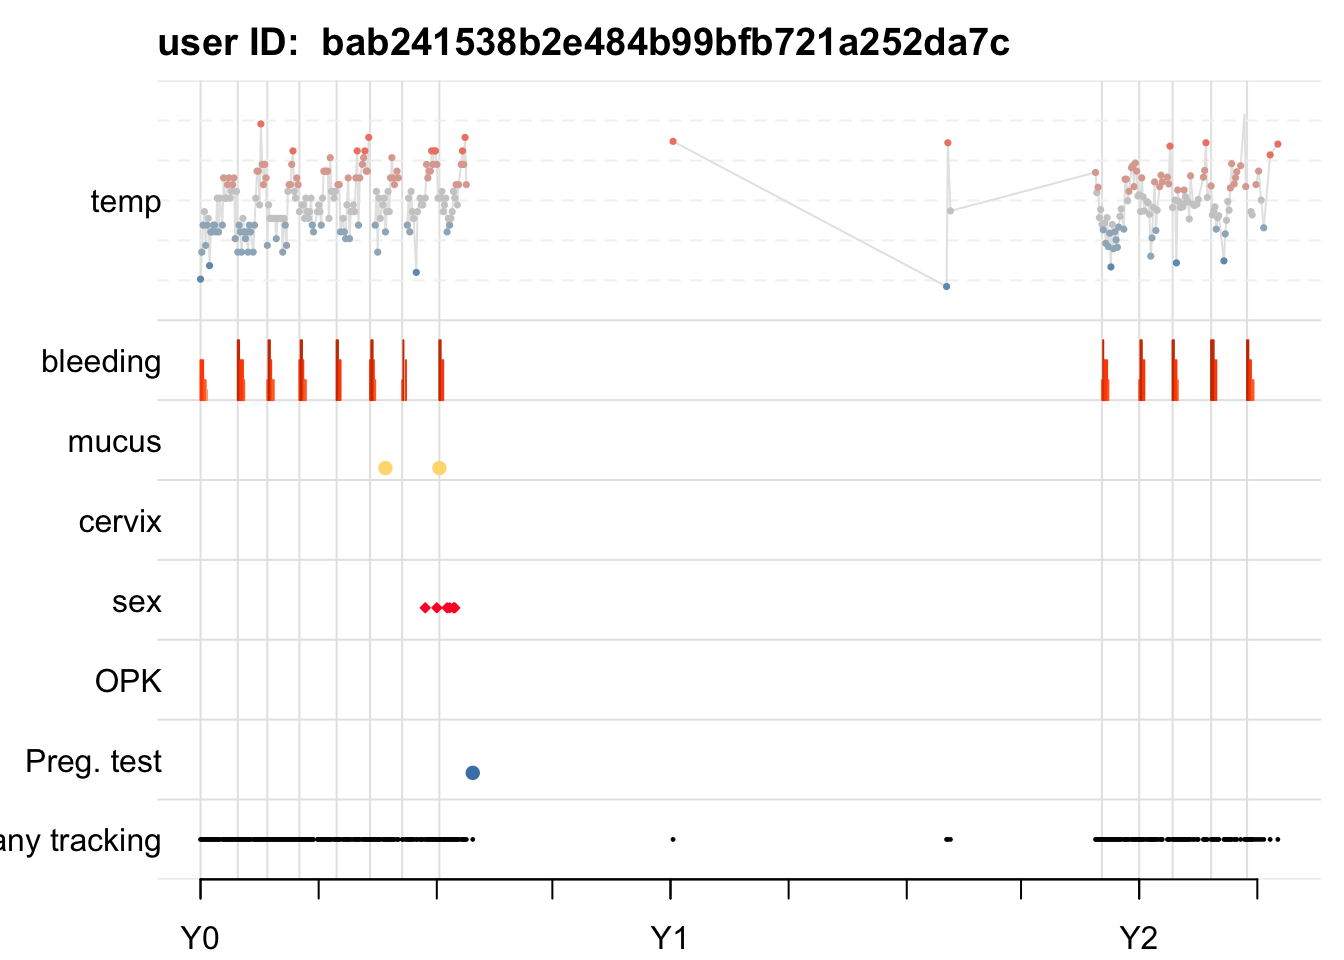 user ID:  bab241538b2e484b99bfb721a252da7c
temp
bleeding
mucus
cervix
sex
OPK
Preg. test
any tracking
Y0 Y1 Y2